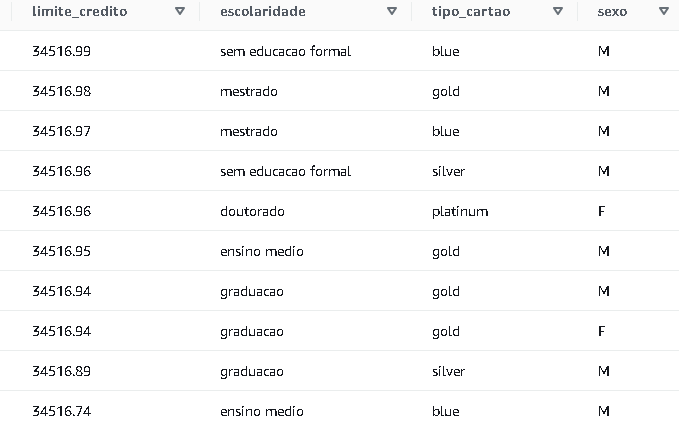 limite_credito escolaridade tipo_cartao sexo
34516.99 sem educacao formal blue M
34516.98 mestrado gold M
34516.97 mestrado blue M
34516.96 sem educacao formal silver M
34516.96 doutorado platinum F
34516.95 ensino medio gold M
34516.94 graduacao gold M
34516.94 graduacao gold F
34516.89 graduacao silver M
34516.74 ensino medio blue M